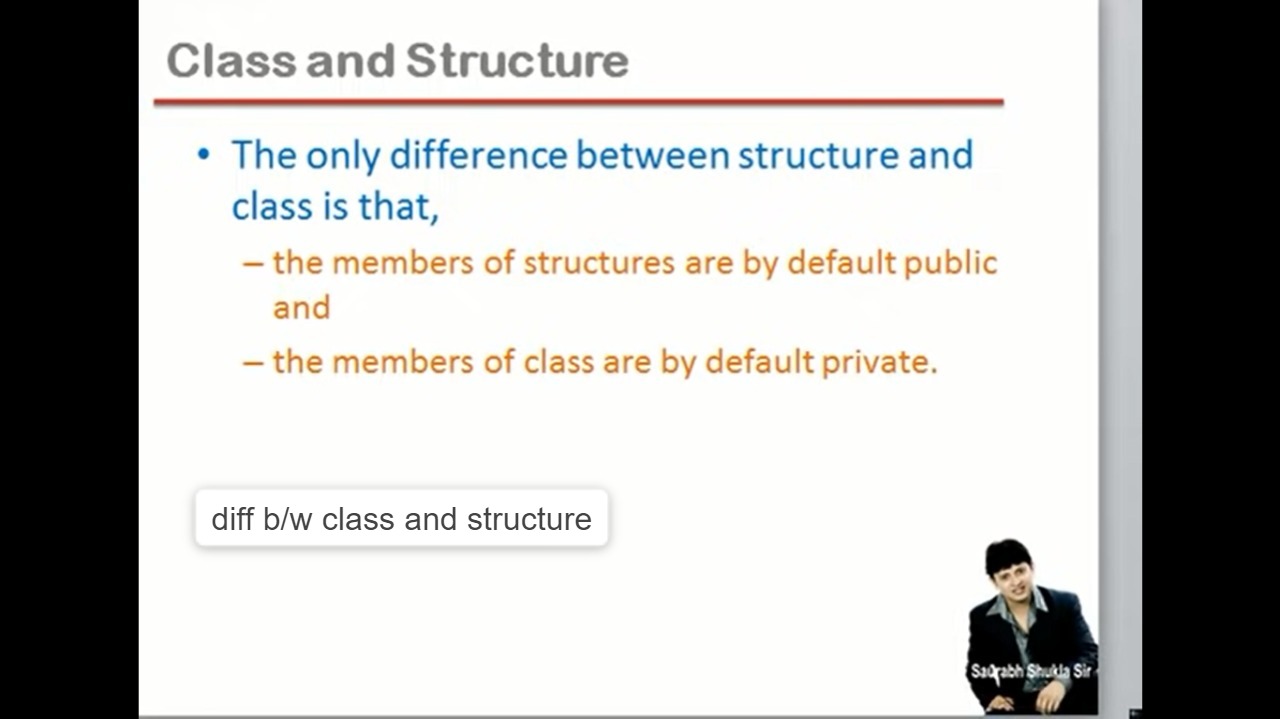 Class and Structure
• The only difference between structure and
class is that,
– the members of structures are by default public
and
– the members of class are by default private.
diff b/w class and structure
Saurabh Shukla Sir